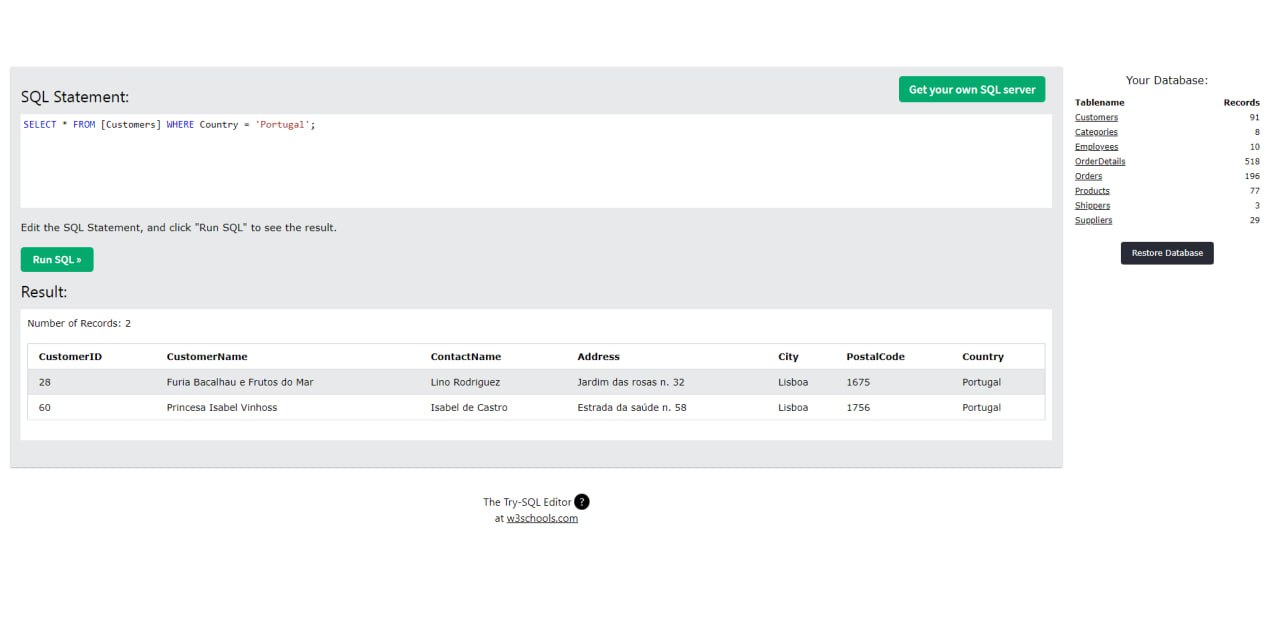 Get your own SQL server
SQL Statement:
SELECT * FROM [Customers] WHERE Country = 'Portugal';
Edit the SQL Statement, and click "Run SQL" to see the result.
Run SQL »
Result:
Number of Records: 2
CustomerID CustomerName ContactName Address City PostalCode Country
28 Furia Bacalhau e Frutos do Mar Lino Rodriguez Jardim das rosas n. 32 Lisboa 1675 Portugal
60 Princesa Isabel Vinhoss Isabel de Castro Estrada da saúde n. 58 Lisboa 1756 Portugal
The Try-SQL Editor ?
at w3schools.com
Your Database:
Tablename Records
Customers 91
Categories 8
Employees 10
OrderDetails 518
Orders 196
Products 77
Shippers 3
Suppliers 29
Restore Database